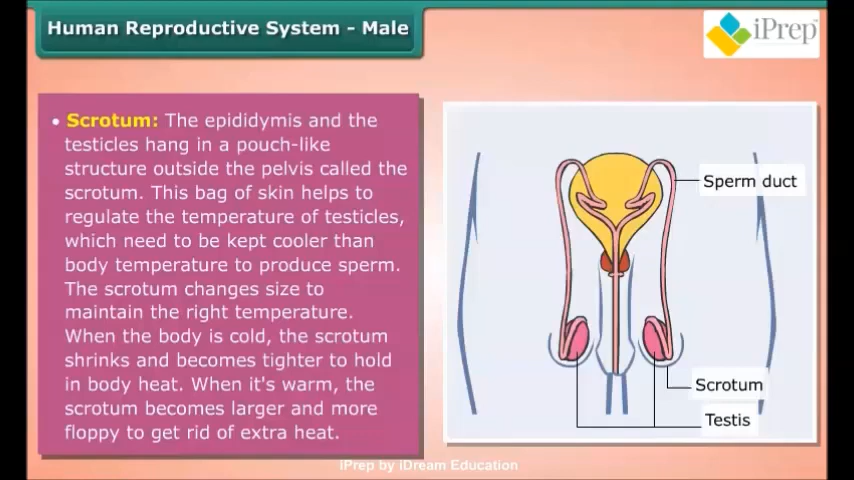 Human Reproductive System - Male
iPrep
• Scrotum: The epididymis and the
testicles hang in a pouch-like
structure outside the pelvis called the
scrotum. This bag of skin helps to
regulate the temperature of testicles,
which need to be kept cooler than
body temperature to produce sperm.
The scrotum changes size to
maintain the right temperature.
When the body is cold, the scrotum
shrinks and becomes tighter to hold
in body heat. When it's warm, the
scrotum becomes larger and more
floppy to get rid of extra heat.
Sperm duct
Scrotum
Testis
iPrep by iDream Education